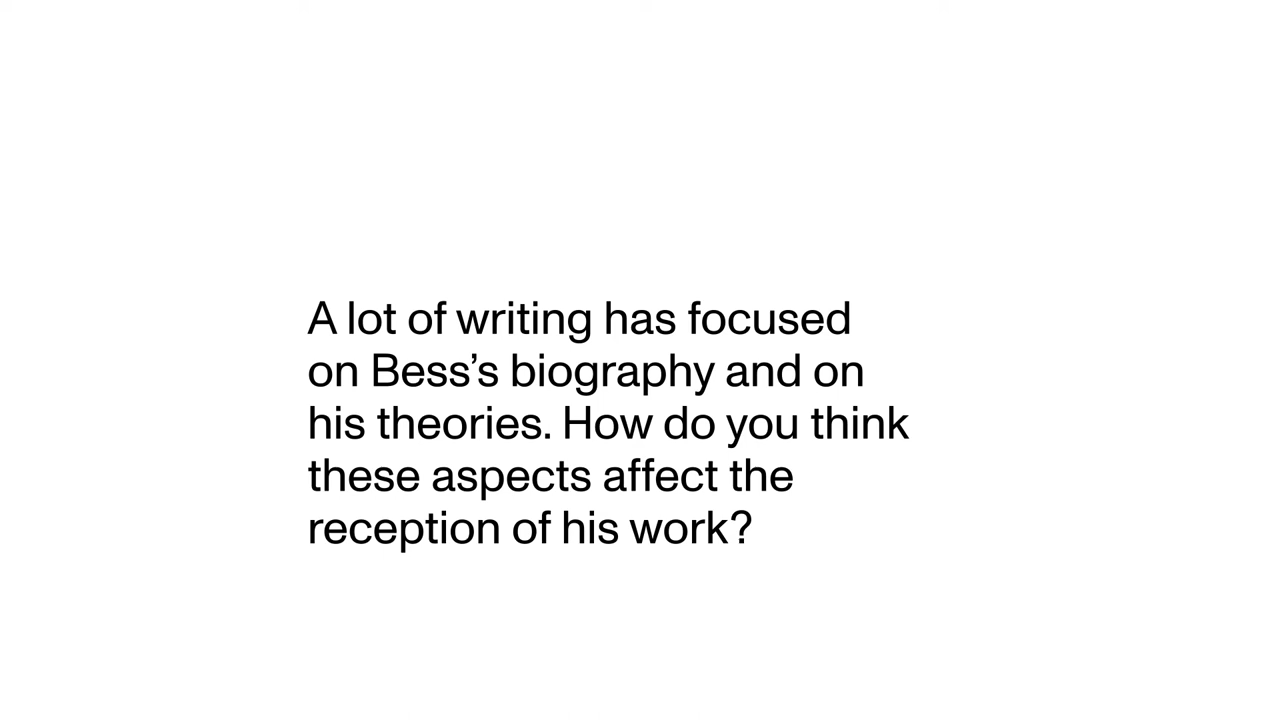 A lot of writing has focused
on Bess’s biography and on
his theories. How do you think
these aspects affect the
reception of his work?